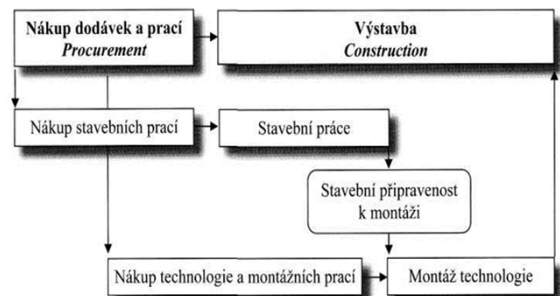 Nákup dodávek a prací
Procurement
Výstavba
Construction
Nákup stavebních prací
Stavební práce
Stavební připravenost
k montáži
Nákup technologie a montážních prací
Montáž technologie